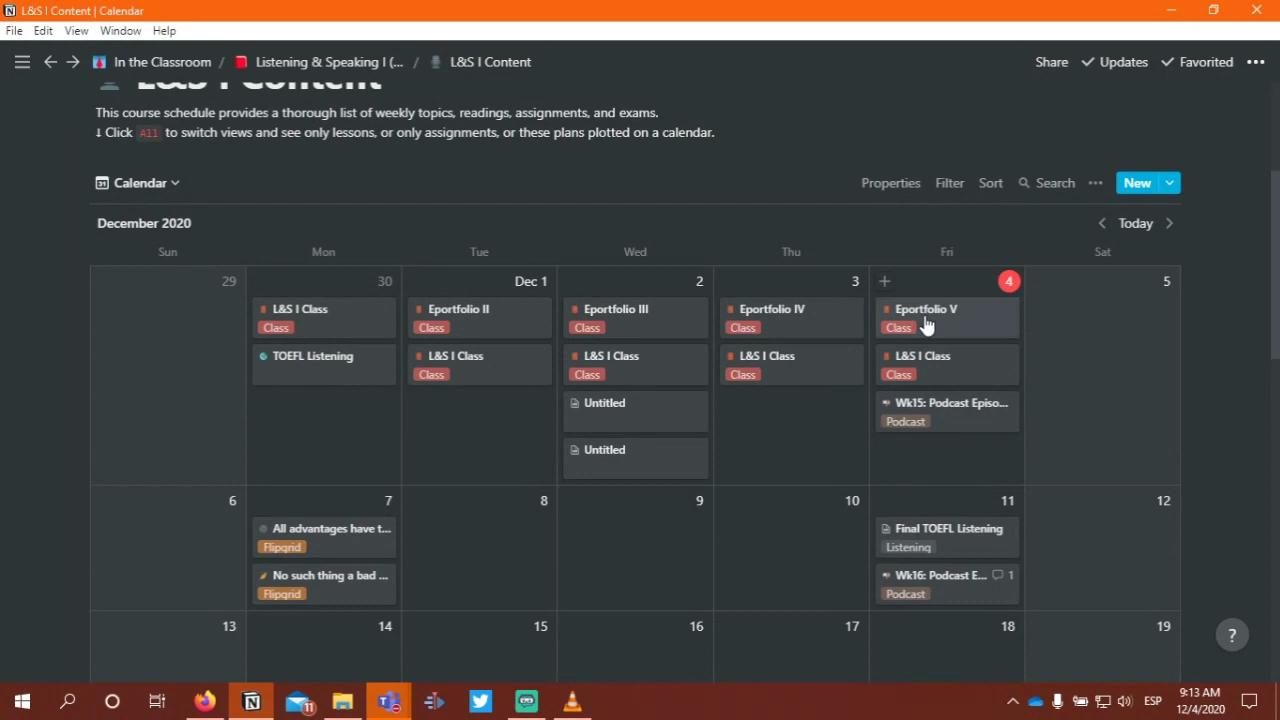 L&S I Content | Calendar
File Edit View Window Help
In the Classroom / Listening & Speaking I (... / L&S I Content
Share Updates Favorited
L&S I Content
This course schedule provides a thorough list of weekly topics, readings, assignments, and exams.
↓ Click All to switch views and see only lessons, or only assignments, or these plans plotted on a calendar.
31 Calendar
Properties Filter Sort Search New
December 2020
Today
Sun Mon Tue Wed Thu Fri Sat
29 30 Dec 1 2 3 4 5
L&S I Class Eportfolio II Eportfolio III Eportfolio IV Eportfolio V
Class Class Class Class Class
TOEFL Listening L&S I Class L&S I Class L&S I Class L&S I Class
Class Class Class Class
Untitled Wk15: Podcast Episo...
Podcast
Untitled
6 7 8 9 10 11 12
All advantages have t... Final TOEFL Listening
Flipgrid Listening
No such thing a bad ... Wk16: Podcast E... 1
Flipgrid Podcast
13 14 15 16 17 18 19
?
11
ESP
9:13 AM
12/4/2020